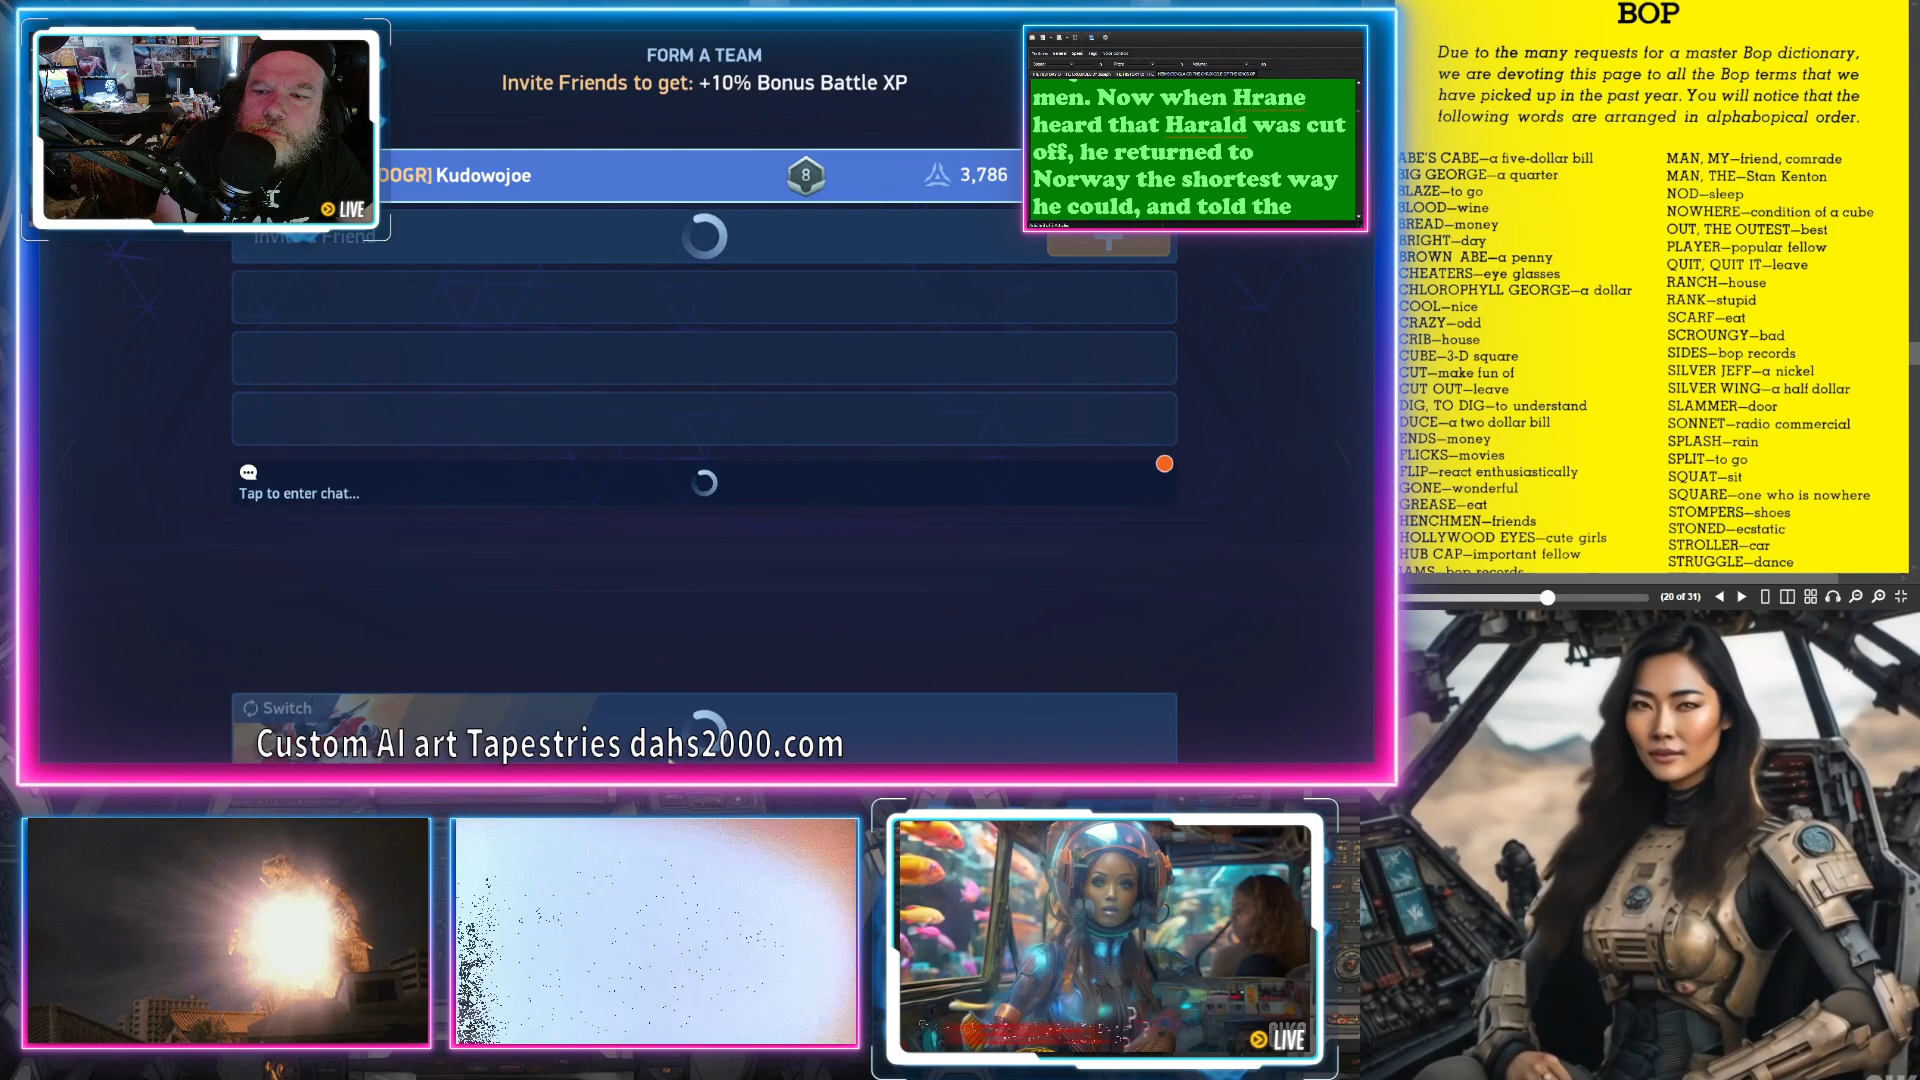 FORM A TEAM
Invite Friends to get: +10% Bonus Battle XP
OOGR] Kudowojoe
8
3,786
Invite Friend
Tap to enter chat...
Switch
Custom AI art Tapestries dahs2000.com
LIVE
men. Now when Hrane
heard that Harald was cut
off, he returned to
Norway the shortest way
he could, and told the
BOP
Due to the many requests for a master Bop dictionary,
we are devoting this page to all the Bop terms that we
have picked up in the past year. You will notice that the
following words are arranged in alphabopical order.
ABE'S CABE—a five-dollar bill
BIG GEORGE—a quarter
BLAZE—to go
BLOOD—wine
BREAD—money
BRIGHT—day
BROWN ABE—a penny
CHEATERS—eye glasses
CHLOROPHYLL GEORGE—a dollar
COOL—nice
CRAZY—odd
CRIB—house
CUBE—3-D square
CUT—make fun of
CUT OUT—leave
DIG, TO DIG—to understand
DUCE—a two dollar bill
ENDS—money
FLICKS—movies
FLIP—react enthusiastically
GONE—wonderful
GREASE—eat
HENCHMEN—friends
HOLLYWOOD EYES—cute girls
HUB CAP—important fellow
JAMS—bop records
MAN, MY—friend, comrade
MAN, THE—Stan Kenton
NOD—sleep
NOWHERE—condition of a cube
OUT, THE OUTEST—best
PLAYER—popular fellow
QUIT, QUIT IT—leave
RANCH—house
RANK—stupid
SCARF—eat
SCROUNGY—bad
SIDES—bop records
SILVER JEFF—a nickel
SILVER WING—a half dollar
SLAMMER—door
SONNET—radio commercial
SPLASH—rain
SPLIT—to go
SQUAT—sit
SQUARE—one who is nowhere
STOMPERS—shoes
STONED—ecstatic
STROLLER—car
STRUGGLE—dance
(20 of 31)
LIVE